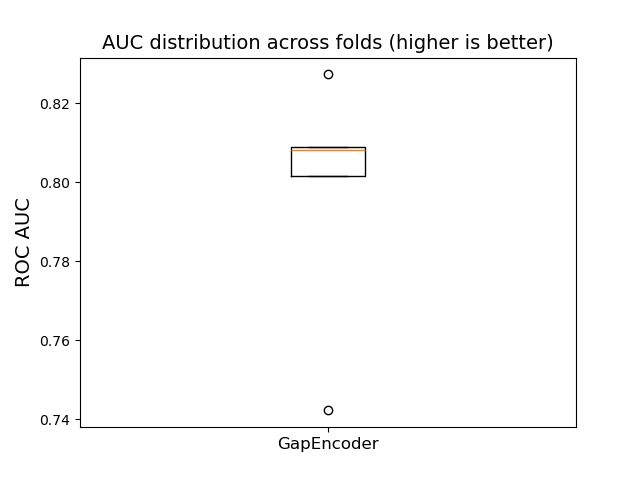 AUC distribution across folds (higher is better)
0.82
0.80
0.78
0.76
0.74
ROC AUC
GapEncoder